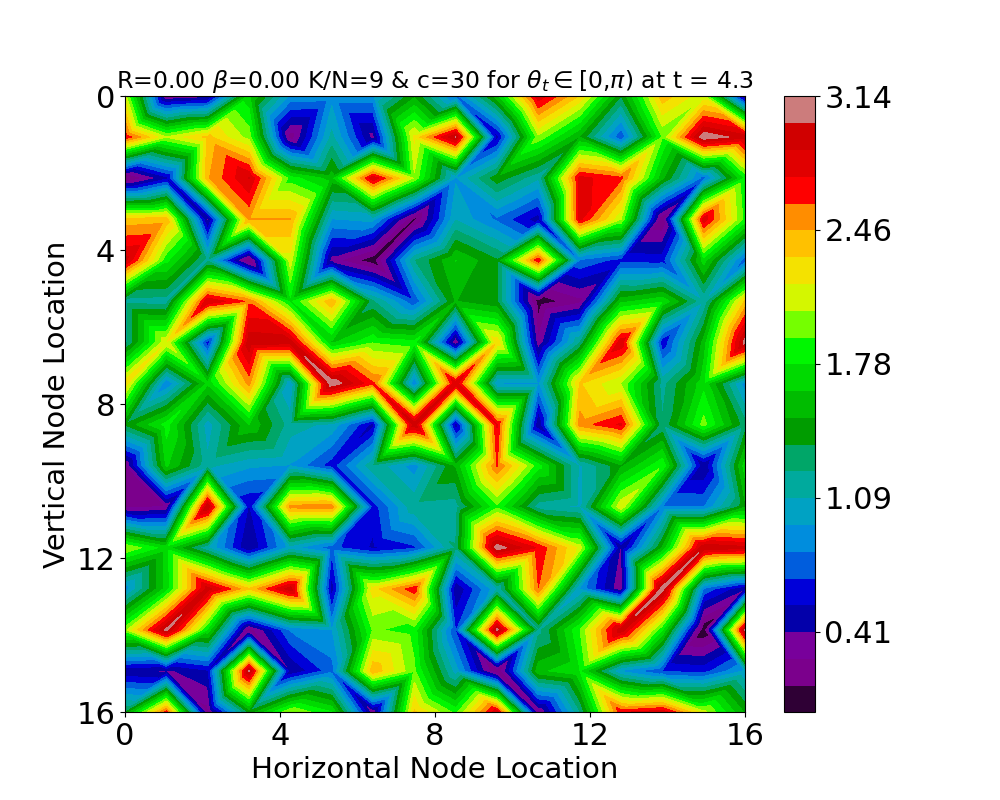 R=0.00 β=0.00 K/N=9 & c=30 for θₜ∈[0,π) at t = 4.3
0
4
8
12
16
Vertical Node Location
0 4 8 12 16
Horizontal Node Location
3.14
2.46
1.78
1.09
0.41